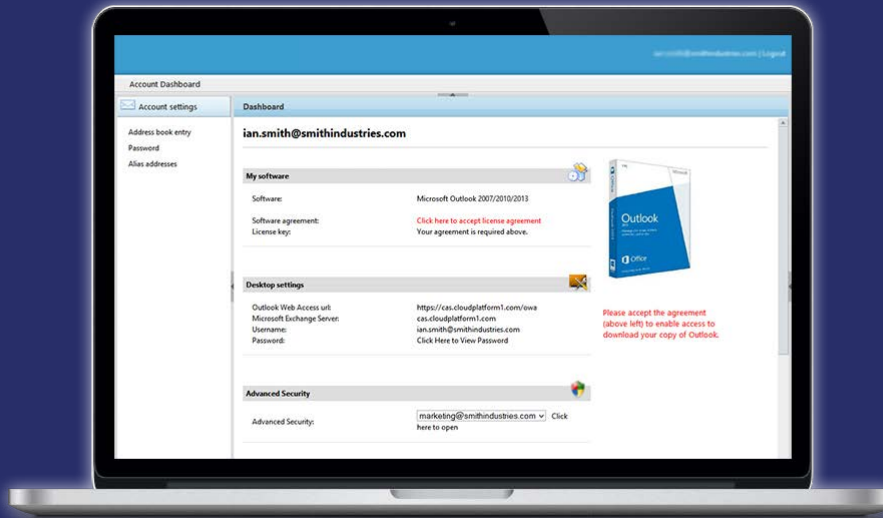 | Logout
Account Dashboard
Account settings
Dashboard
Address book entry
Password
Alias addresses
ian.smith@smithindustries.com
My software
Software:
Microsoft Outlook 2007/2010/2013
Software agreement:
Click here to accept license agreement
License key:
Your agreement is required above.
Outlook
Office
Desktop settings
Outlook Web Access url:
https://cas.cloudplatform1.com/owa
Microsoft Exchange Server:
cas.cloudplatform1.com
Username:
ian.smith@smithindustries.com
Password:
Click Here to View Password
Please accept the agreement
(above left) to enable access to
download your copy of Outlook.
Advanced Security
Advanced Security:
marketing@smithindustries.com Click
here to open